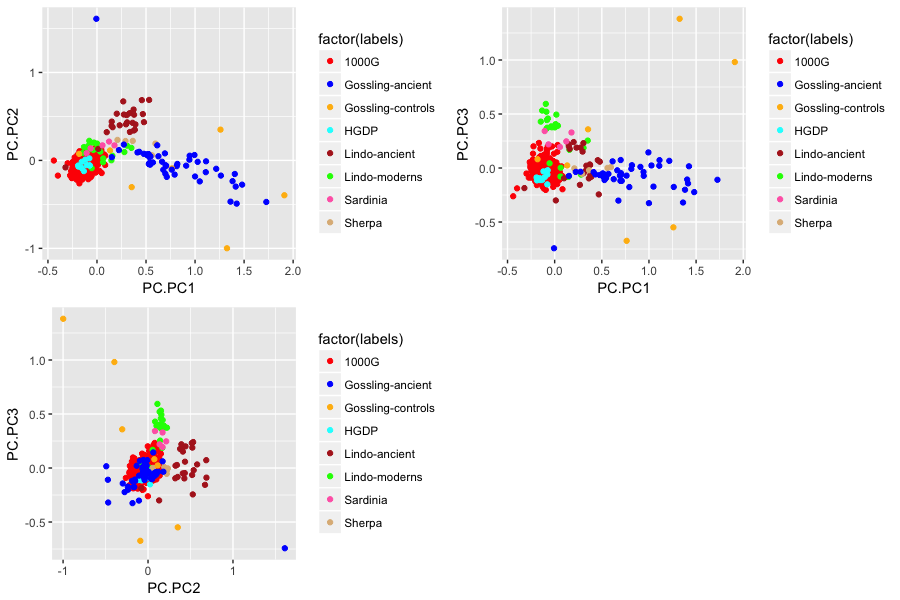 PC.PC2
1
0
-1
-0.5 0.0 0.5 1.0 1.5 2.0
PC.PC1
factor(labels)
1000G
Gossling-ancient
Gossling-controls
HGDP
Lindo-ancient
Lindo-moderns
Sardinia
Sherpa
PC.PC3
1.0
0.5
0.0
-0.5
-0.5 0.0 0.5 1.0 1.5 2.0
PC.PC1
factor(labels)
1000G
Gossling-ancient
Gossling-controls
HGDP
Lindo-ancient
Lindo-moderns
Sardinia
Sherpa
PC.PC3
1.0
0.5
0.0
-0.5
-1 0 1
PC.PC2
factor(labels)
1000G
Gossling-ancient
Gossling-controls
HGDP
Lindo-ancient
Lindo-moderns
Sardinia
Sherpa